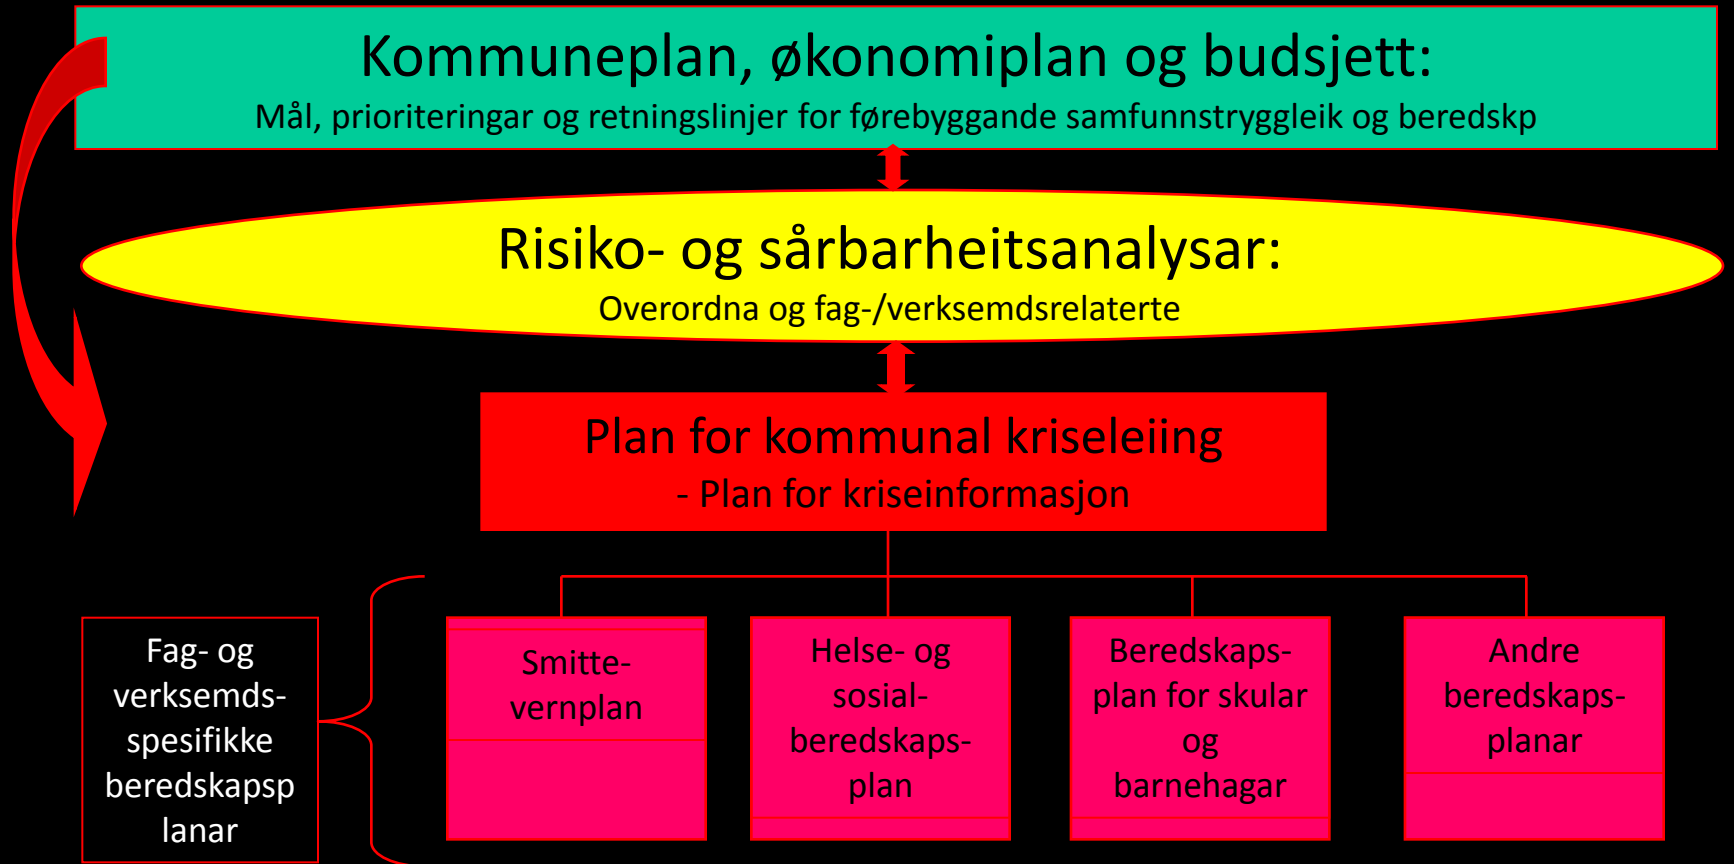 Kommuneplan, økonomiplan og budsjett:
Mål, prioriteringar og retningslinjer for førebyggande samfunnstryggleik og beredskp
Risiko- og sårbarheitsanalysar:
Overordna og fag-/verksemdsrelaterte
Plan for kommunal kriseleiing
- Plan for kriseinformasjon
Fag- og
verksemds-
spesifikke
beredskapsp
lanar
Smitte-
vernplan
Helse- og
sosial-
beredskaps-
plan
Beredskaps-
plan for skular
og
barnehagar
Andre
beredskaps-
planar